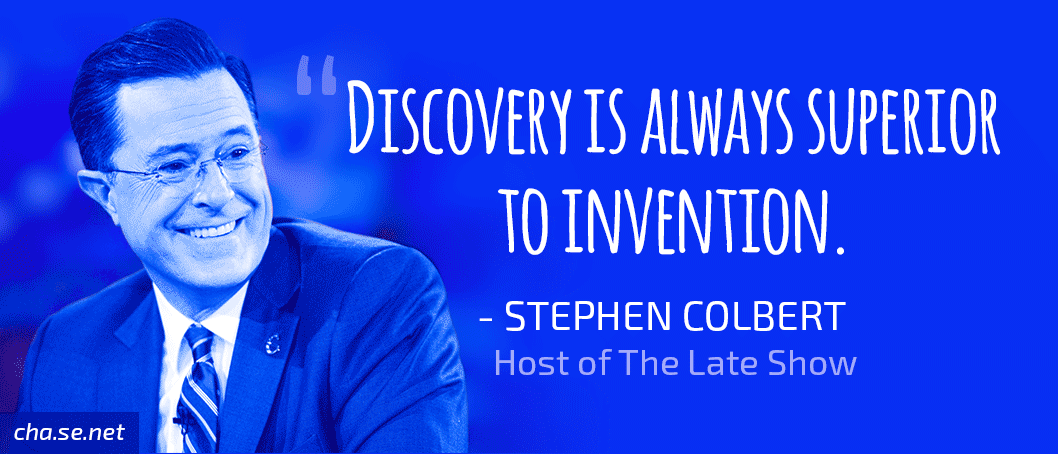 “ Discovery is always superior
to invention.
- STEPHEN COLBERT
Host of The Late Show
cha.se.net